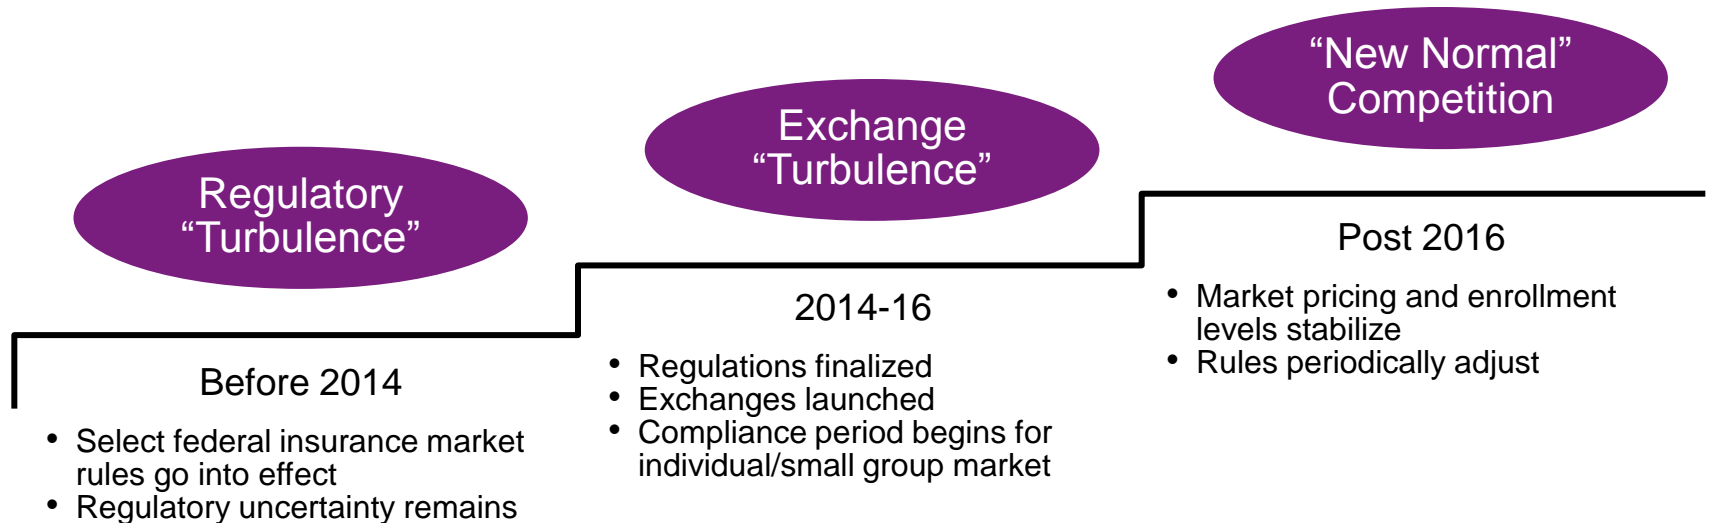 Regulatory
“Turbulence”
Before 2014
• Select federal insurance market
rules go into effect
• Regulatory uncertainty remains
Exchange
“Turbulence”
2014-16
• Regulations finalized
• Exchanges launched
• Compliance period begins for
individual/small group market
“New Normal”
Competition
Post 2016
• Market pricing and enrollment
levels stabilize
• Rules periodically adjust